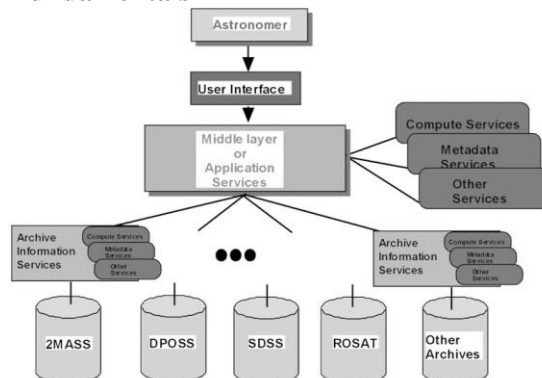 Astronomer
User Interface
Middle layer
or
Application
Services
Compute Services
Metadata
Services
Other
Services
Archive
Information
Services
Compute Services
Metadata
Services
Other
Services
Archive
Information
Services
Compute Services
Metadata
Services
Other
Services
2MASS
DPOSS
SDSS
ROSAT
Other
Archives